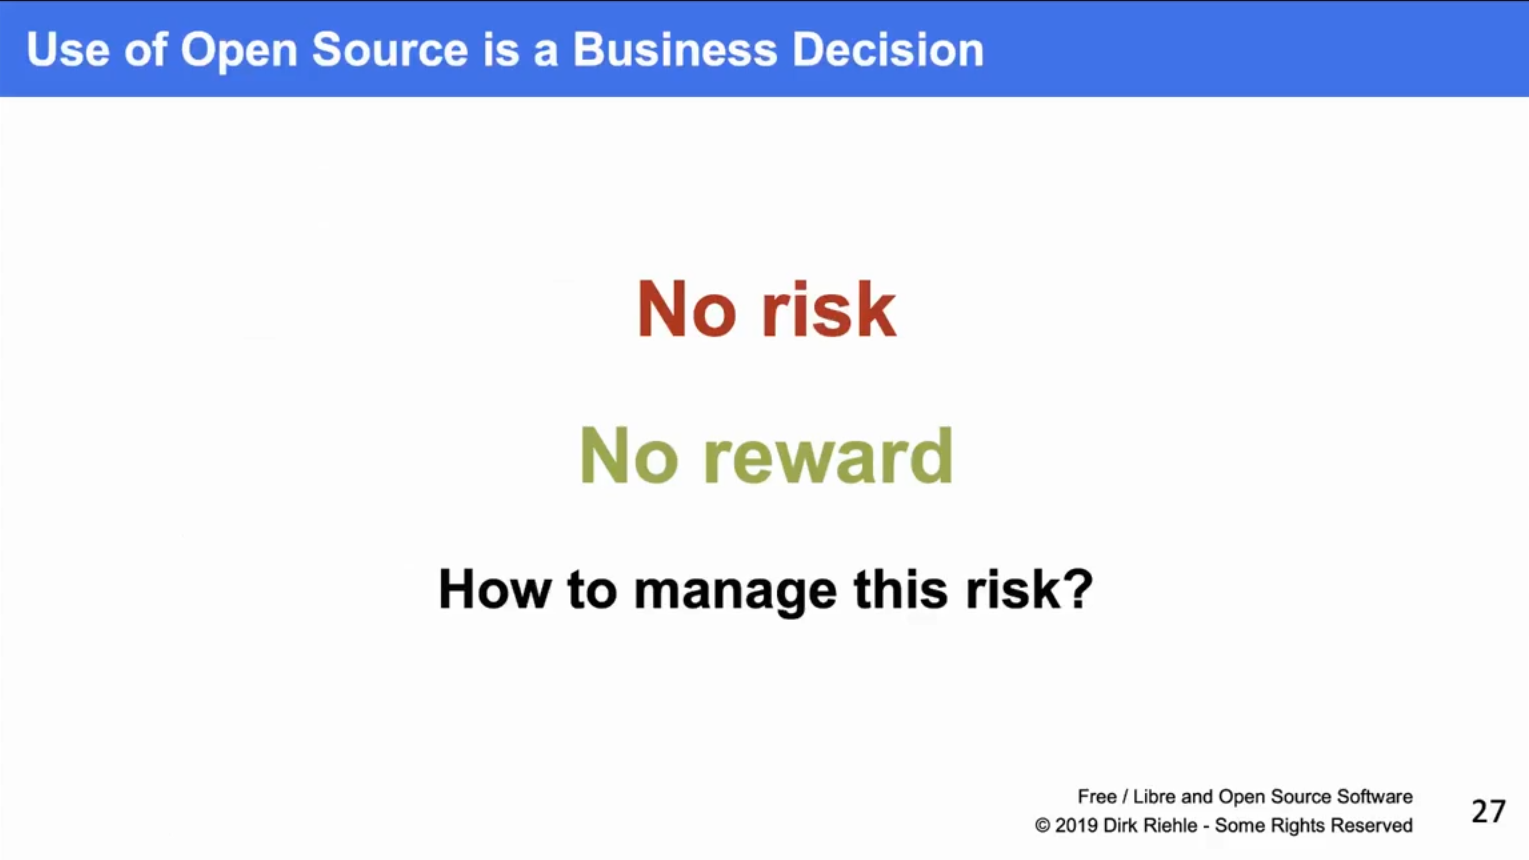 Use of Open Source is a Business Decision
No risk
No reward
How to manage this risk?
Free / Libre and Open Source Software
© 2019 Dirk Riehle - Some Rights Reserved
27